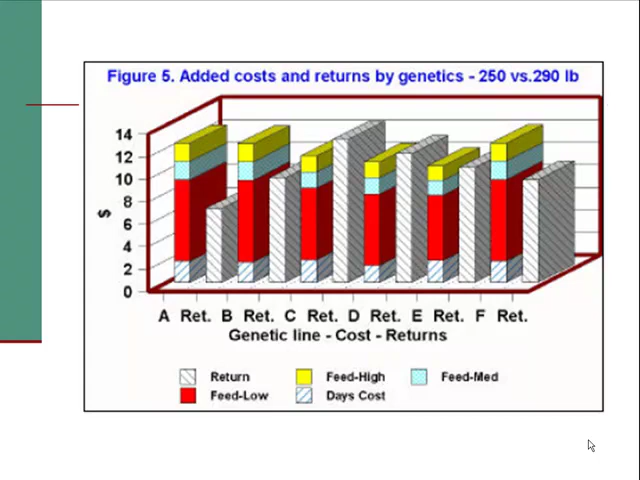 Figure 5. Added costs and returns by genetics - 250 vs.290 lb
14
12
10
8
6
4
2
0
$
A Ret. B Ret. C Ret. D Ret. E Ret. F Ret.
Genetic line - Cost - Returns
Return Feed-High Feed-Med
Feed-Low Days Cost